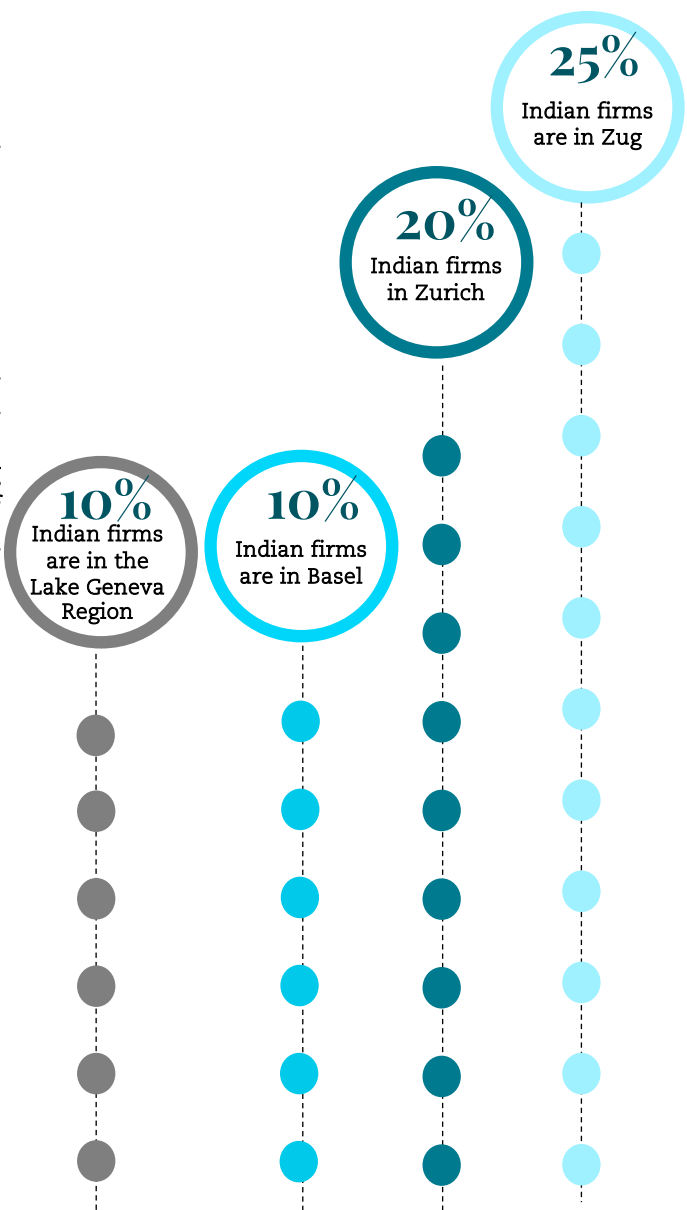 25%
Indian firms
are in Zug
20%
Indian firms
in Zurich
10%
Indian firms
are in the
Lake Geneva
Region
10%
Indian firms
are in Basel